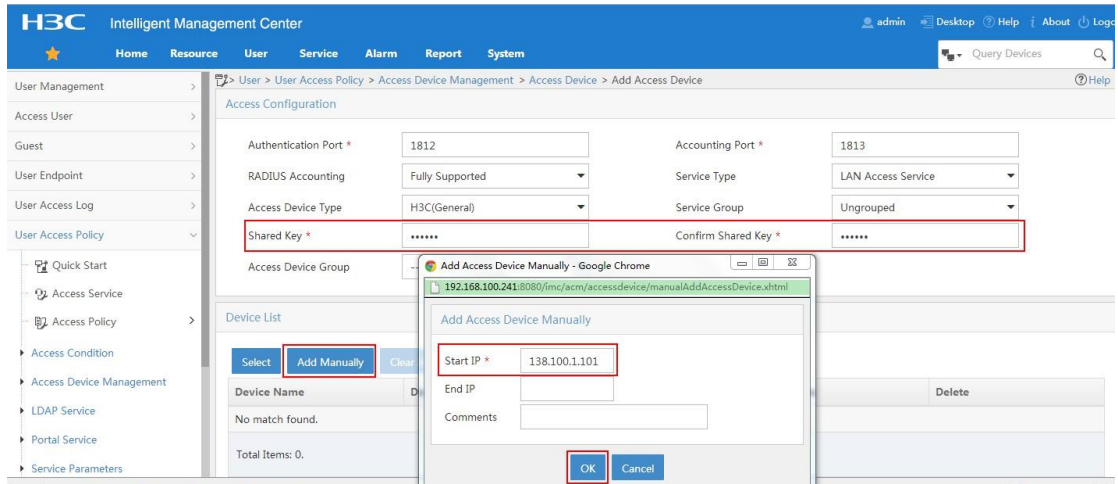 H3C Intelligent Management Center admin Desktop Help About Logo
Home Resource User Service Alarm Report System Query Devices
> User > User Access Policy > Access Device Management > Access Device > Add Access Device Help
User Management
Access User
Guest
User Endpoint
User Access Log
User Access Policy
Quick Start
Access Service
Access Policy
Access Condition
Access Device Management
LDAP Service
Portal Service
Service Parameters
Access Configuration
Authentication Port * 1812 Accounting Port * 1813
RADIUS Accounting Fully Supported Service Type LAN Access Service
Access Device Type H3C(General) Service Group Ungrouped
Shared Key * •••••• Confirm Shared Key * ••••••
Access Device Group --
Device List
Select Add Manually Clear
Device Name D Delete
No match found.
Total Items: 0.
Add Access Device Manually - Google Chrome
192.168.100.241:8080/imc/acm/accessdevice/manualAddAccessDevice.xhtml
Add Access Device Manually
Start IP * 138.100.1.101
End IP
Comments
OK Cancel